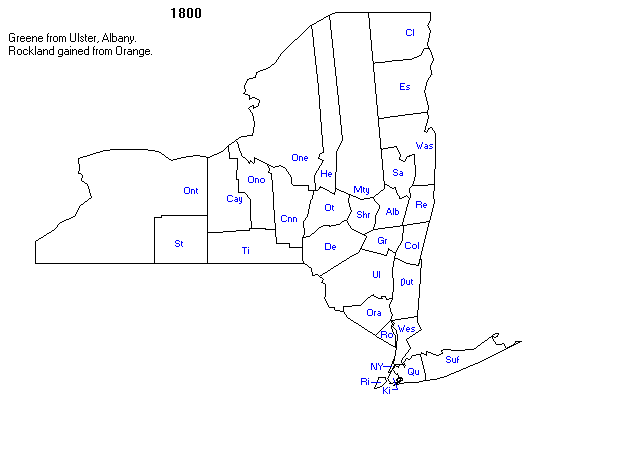 1800
Greene from Ulster, Albany.
Rockland gained from Orange.
Cl
Es
Was
One
He
Sa
Ont
Ono
Mty
Cay
Ot
Shr
Alb
Re
Cnn
St
Ti
De
Gr
Col
Ul
Dut
Ora
Ro
Wes
NY
Qu
Suf
Ri
Ki